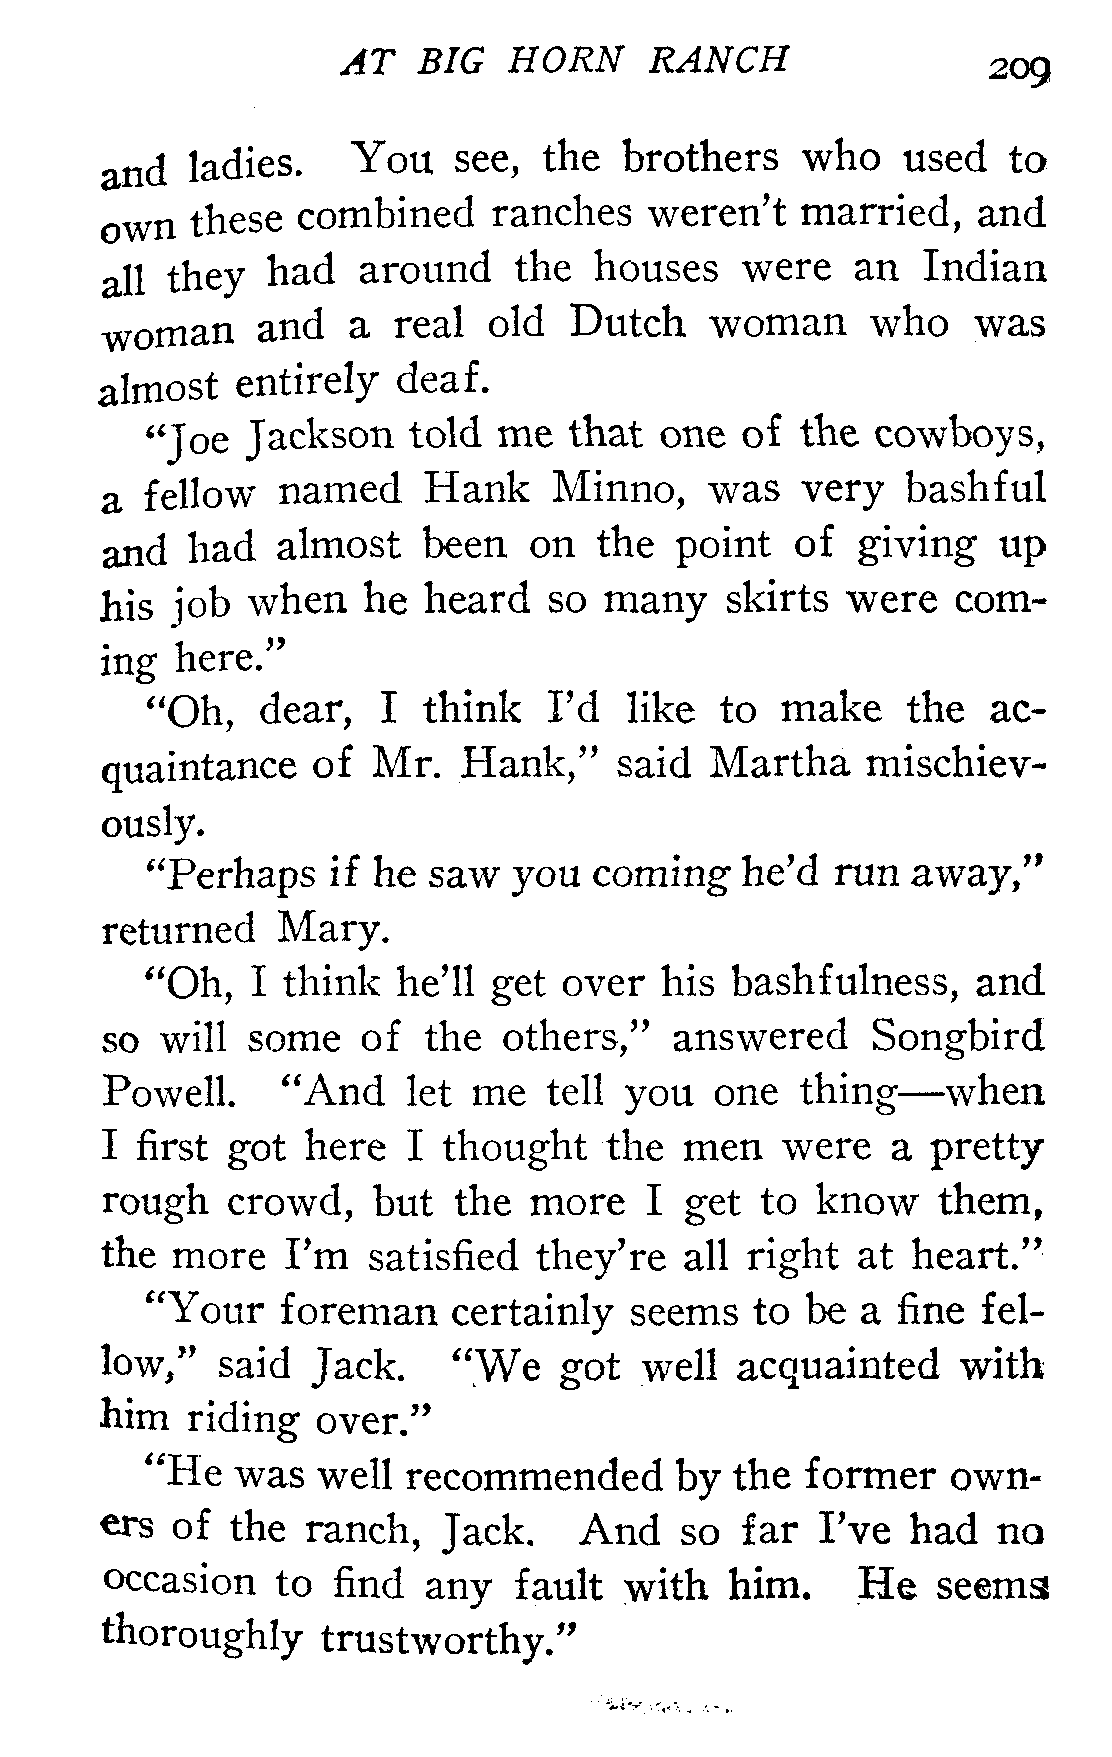 AT BIG HORN RANCH 209
and ladies. You see, the brothers who used to
own these combined ranches weren't married, and
all they had around the houses were an Indian
woman and a real old Dutch woman who was
almost entirely deaf.
“Joe Jackson told me that one of the cowboys,
a fellow named Hank Minno, was very bashful
and had almost been on the point of giving up
his job when he heard so many skirts were com-
ing here.”
“Oh, dear, I think I'd like to make the ac-
quaintance of Mr. Hank,” said Martha mischiev-
ously.
“Perhaps if he saw you coming he'd run away,”
returned Mary.
“Oh, I think he'll get over his bashfulness, and
so will some of the others,” answered Songbird
Powell. “And let me tell you one thing—when
I first got here I thought the men were a pretty
rough crowd, but the more I get to know them,
the more I'm satisfied they're all right at heart.”
“Your foreman certainly seems to be a fine fel-
low,” said Jack. “We got well acquainted with
him riding over.”
“He was well recommended by the former own-
ers of the ranch, Jack. And so far I've had no
occasion to find any fault with him. He seems
thoroughly trustworthy.”